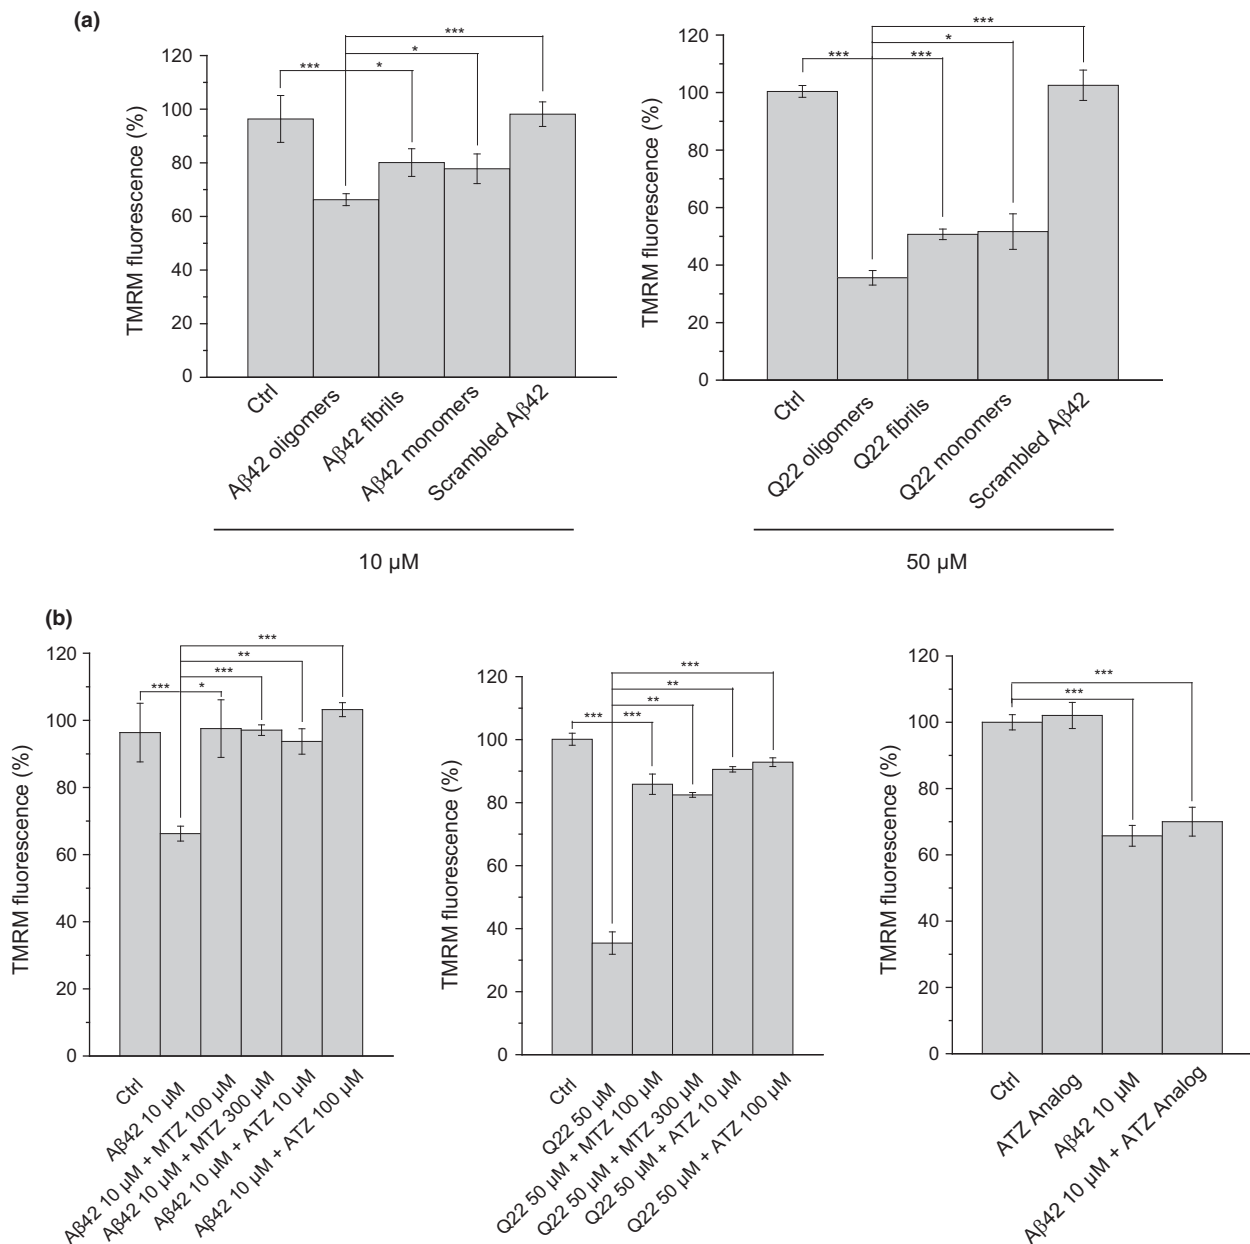 (a)
***
*
*** *
120
100
80
60
40
20
0
TMRM fluorescence (%)
Ctrl
Aβ42 oligomers
Aβ42 fibrils
Aβ42 monomers
Scrambled Aβ42
10 µM
***
*
*** ***
120
100
80
60
40
20
0
TMRM fluorescence (%)
Ctrl
Q22 oligomers
Q22 fibrils
Q22 monomers
Scrambled Aβ42
50 µM
(b)
***
**
***
*** *
120
100
80
60
40
20
0
TMRM fluorescence (%)
Ctrl
Aβ42 10 µM
Aβ42 10 µM + MTZ 100 µM
Aβ42 10 µM + MTZ 300 µM
Aβ42 10 µM + ATZ 10 µM
Aβ42 10 µM + ATZ 100 µM
***
**
**
*** ***
120
100
80
60
40
20
0
TMRM fluorescence (%)
Ctrl
Q22 50 µM
Q22 50 µM + MTZ 100 µM
Q22 50 µM + MTZ 300 µM
Q22 50 µM + ATZ 10 µM
Q22 50 µM + ATZ 100 µM
***
***
120
100
80
60
40
20
0
TMRM fluorescence (%)
Ctrl
ATZ Analog
Aβ42 10 µM
Aβ42 10 µM + ATZ Analog